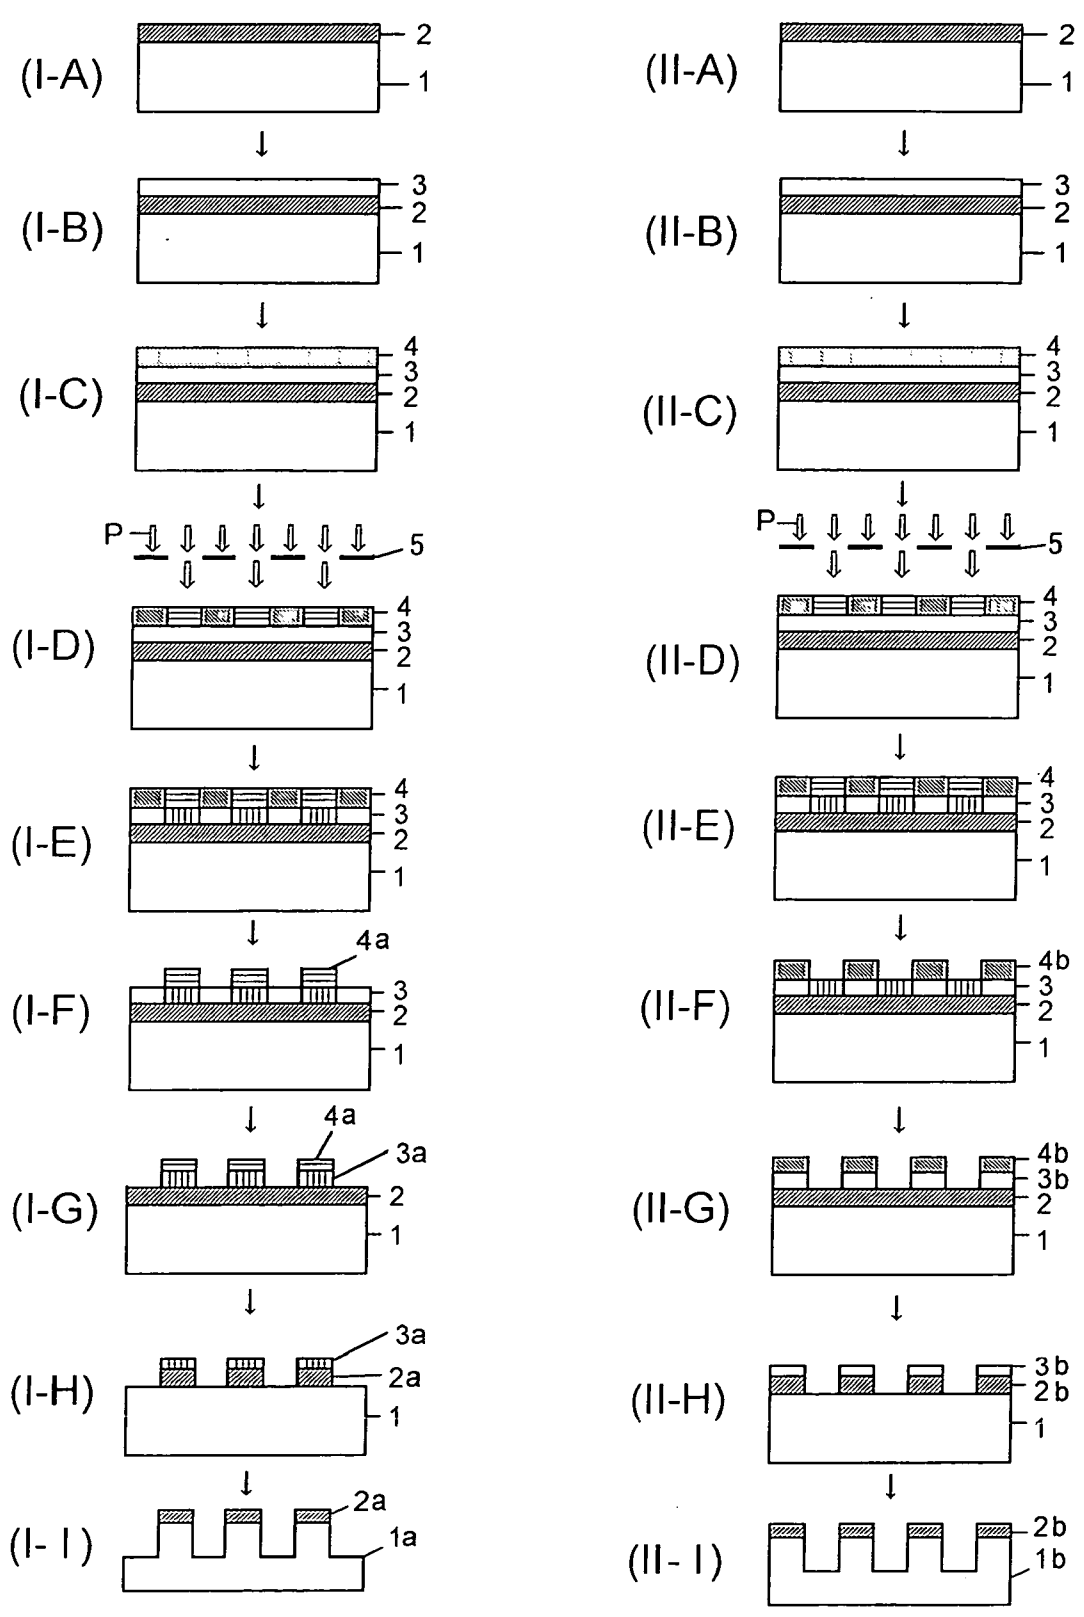 (I-A)
2
1
(II-A)
2
1
(I-B)
3
2
1
(II-B)
3
2
1
(I-C)
4
3
2
1
(II-C)
4
3
2
1
P
5
(I-D)
4
3
2
1
P
5
(II-D)
4
3
2
1
(I-E)
4
3
2
1
(II-E)
4
3
2
1
(I-F)
4a
3
2
1
(II-F)
4b
3
2
1
(I-G)
4a
3a
2
1
(II-G)
4b
3b
2
1
(I-H)
3a
2a
1
(II-H)
3b
2b
1
(I-I)
2a
1a
(II-I)
2b
1b